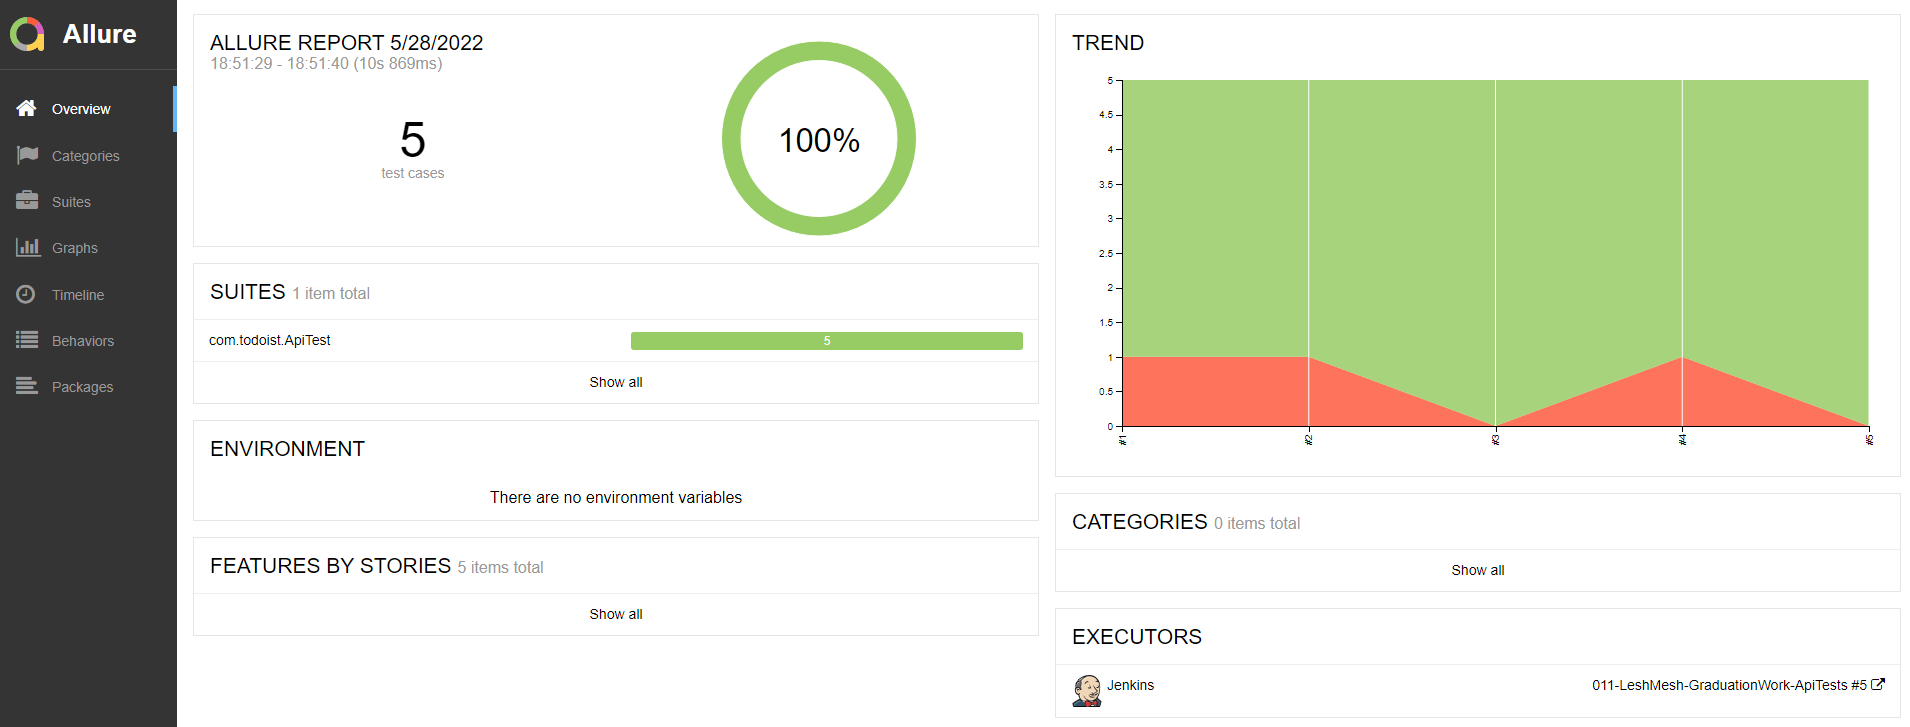 Allure
Overview
Categories
Suites
Graphs
Timeline
Behaviors
Packages
ALLURE REPORT 5/28/2022
18:51:29 - 18:51:40 (10s 869ms)
5
test cases
100%
SUITES 1 item total
com.todoist.ApiTest 5
Show all
ENVIRONMENT
There are no environment variables
FEATURES BY STORIES 5 items total
Show all
TREND
5
4.5
4
3.5
3
2.5
2
1.5
1
0.5
0
#1 #2 #3 #4 #5
CATEGORIES 0 items total
Show all
EXECUTORS
Jenkins 011-LeshMesh-GraduationWork-ApiTests #5